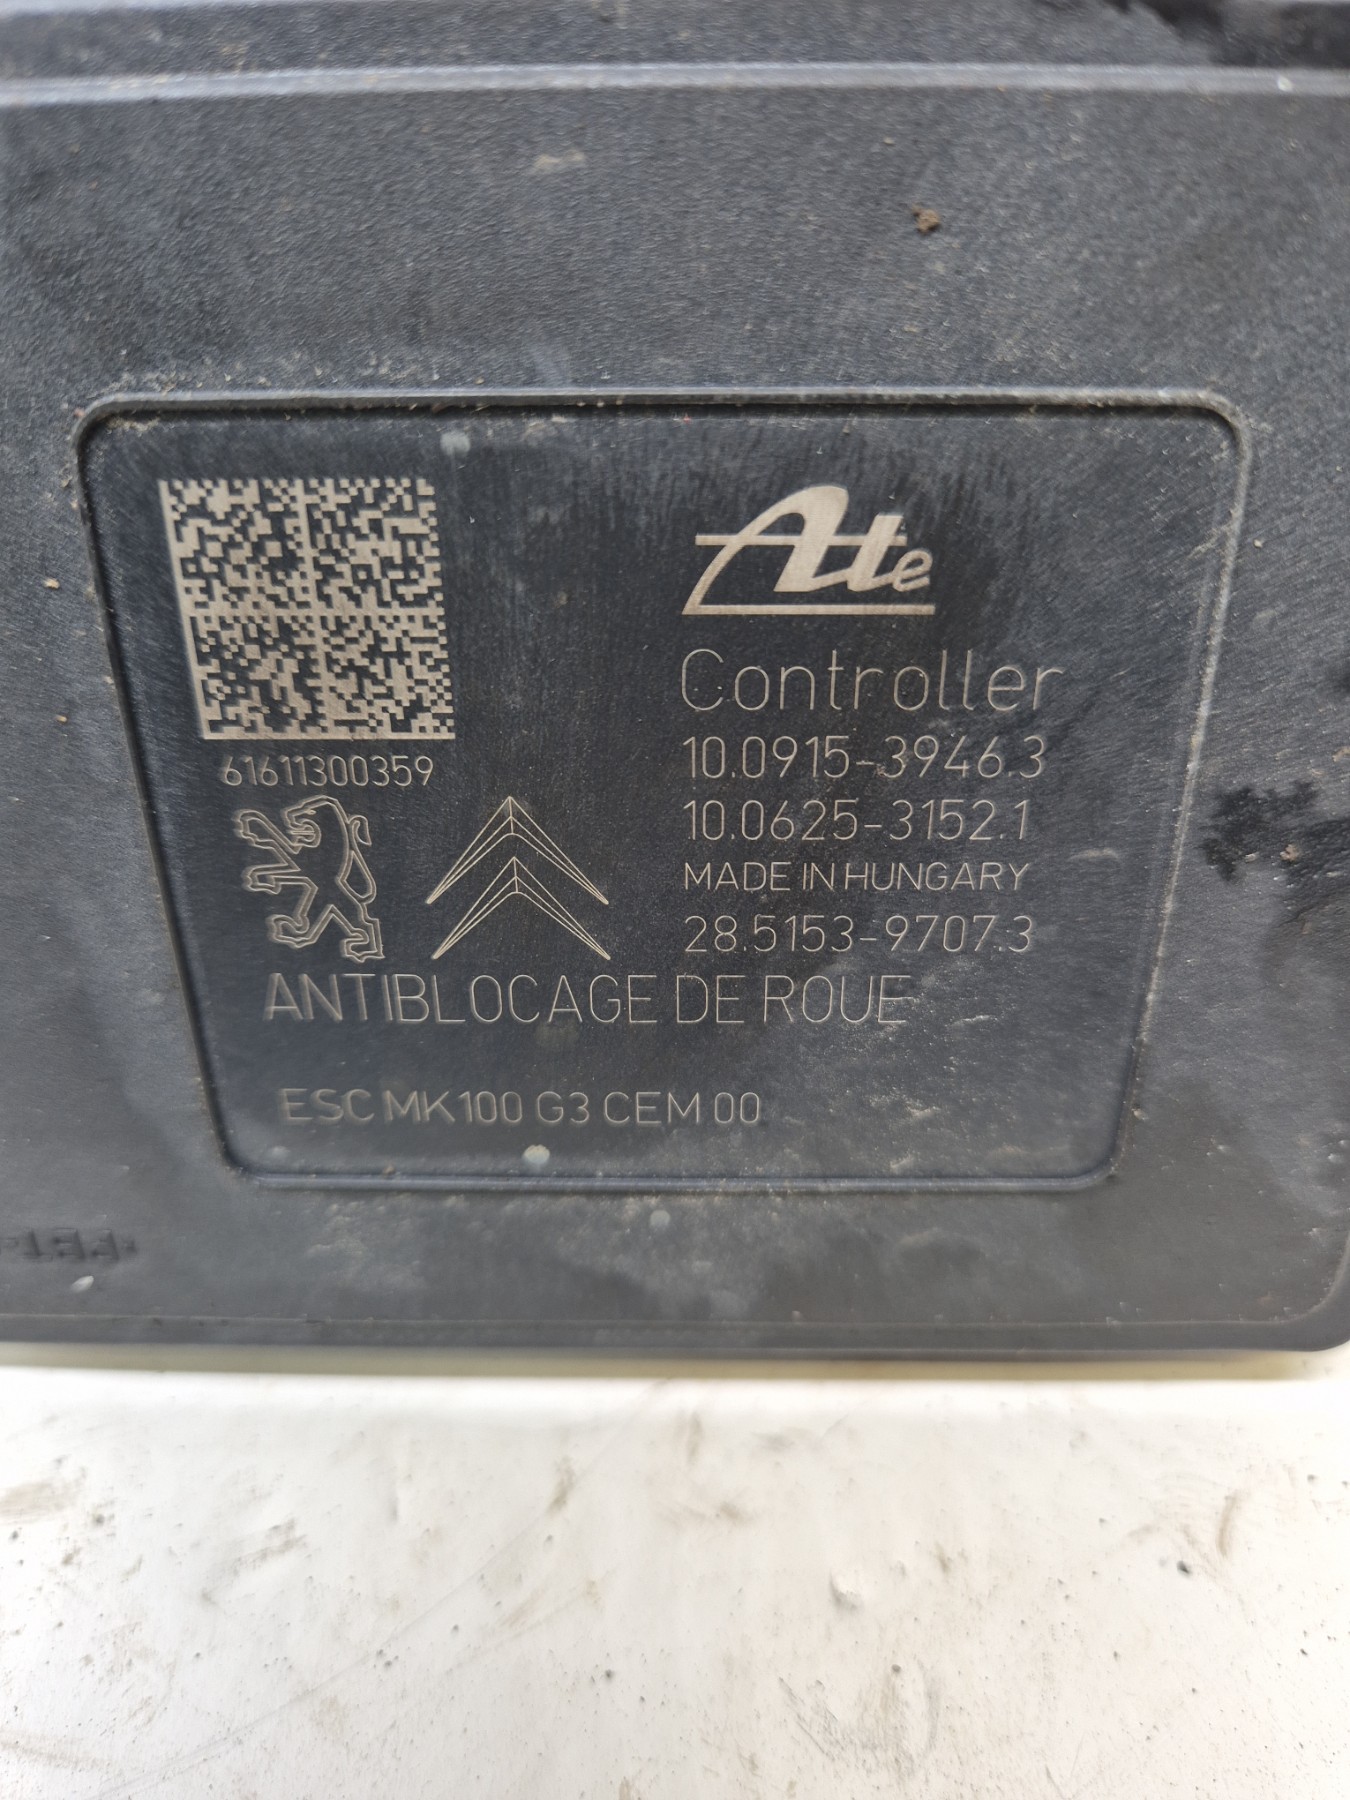 Ate
Controller
10.0915-3946.3
10.0625-3152.1
MADE IN HUNGARY
28.5153-9707.3
61611300359
ANTIBLOCAGE DE ROUE
ESC MK100 G3 CEM 00